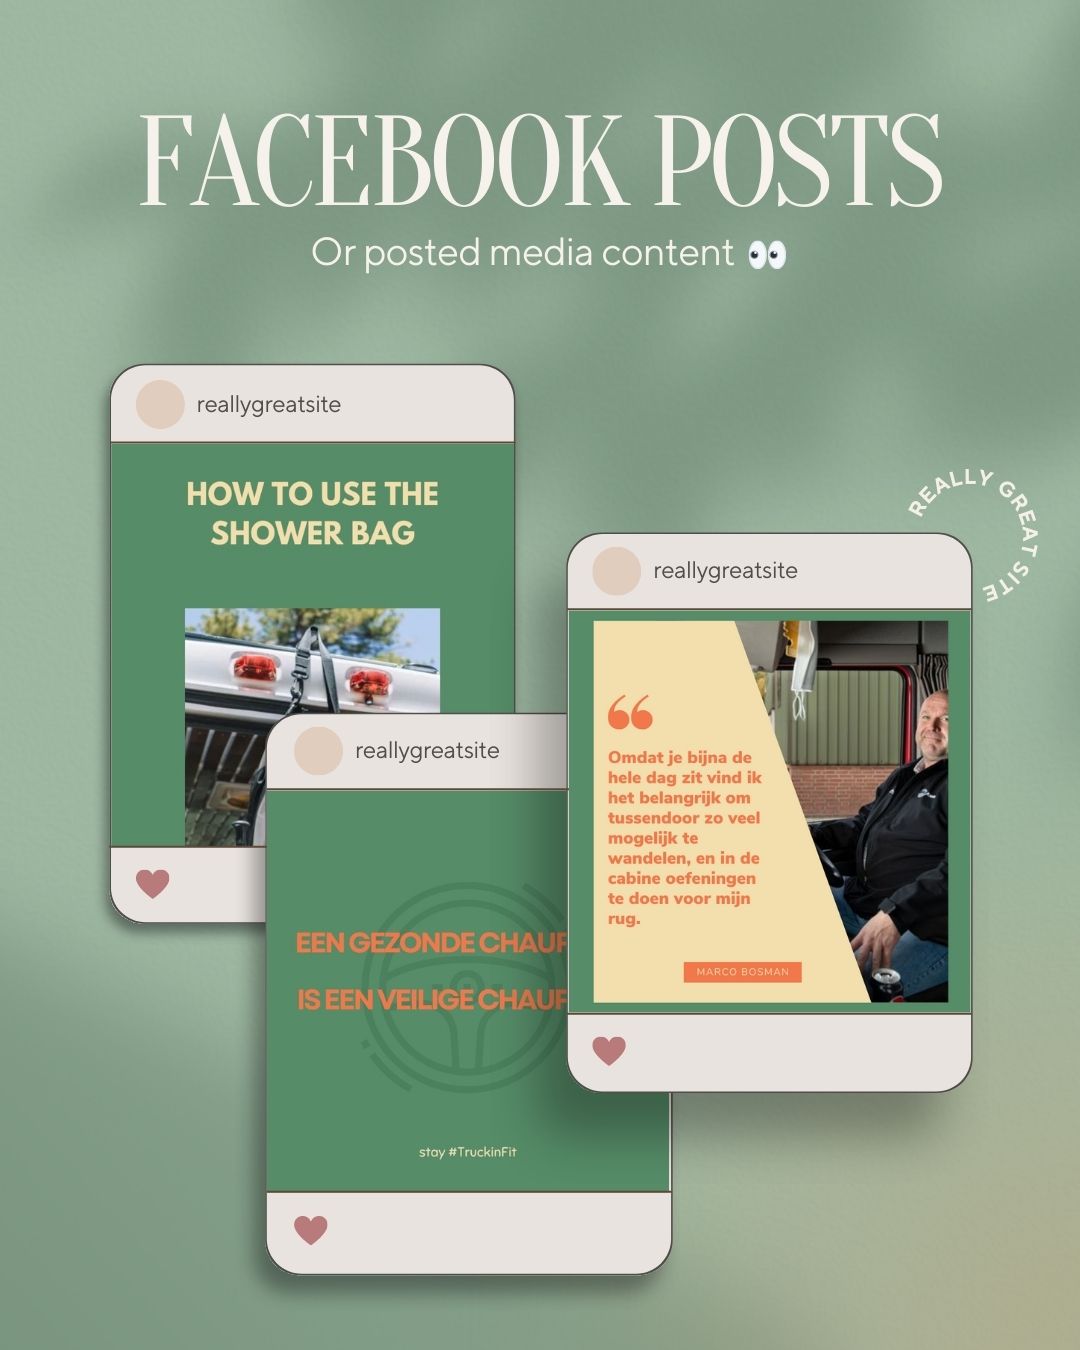 FACEBOOK POSTS
Or posted media content 👀
reallygreatsite
HOW TO USE THE
SHOWER BAG
REALLY GREAT SITE
reallygreatsite
Omdat je bijna de
hele dag zit vind ik
het belangrijk om
tussendoor zo veel
mogelijk te
wandelen, en in de
cabine oefeningen
te doen voor mijn
rug.
MARCO BOSMAN
reallygreatsite
EEN GEZONDE CHAUF
IS EEN VEILIGE CHAUF
stay #TruckinFit